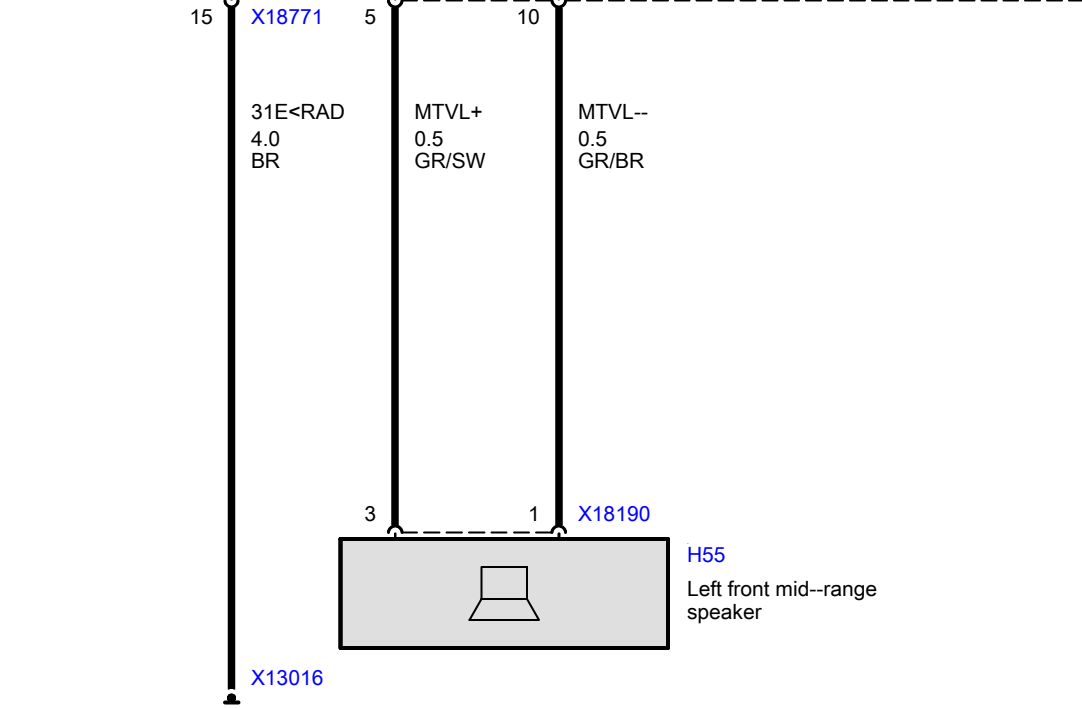 15 X18771 5 10
31E<RAD MTVL+ MTVL--
4.0 0.5 0.5
BR GR/SW GR/BR
3 1 X18190
H55
Left front mid--range
speaker
X13016